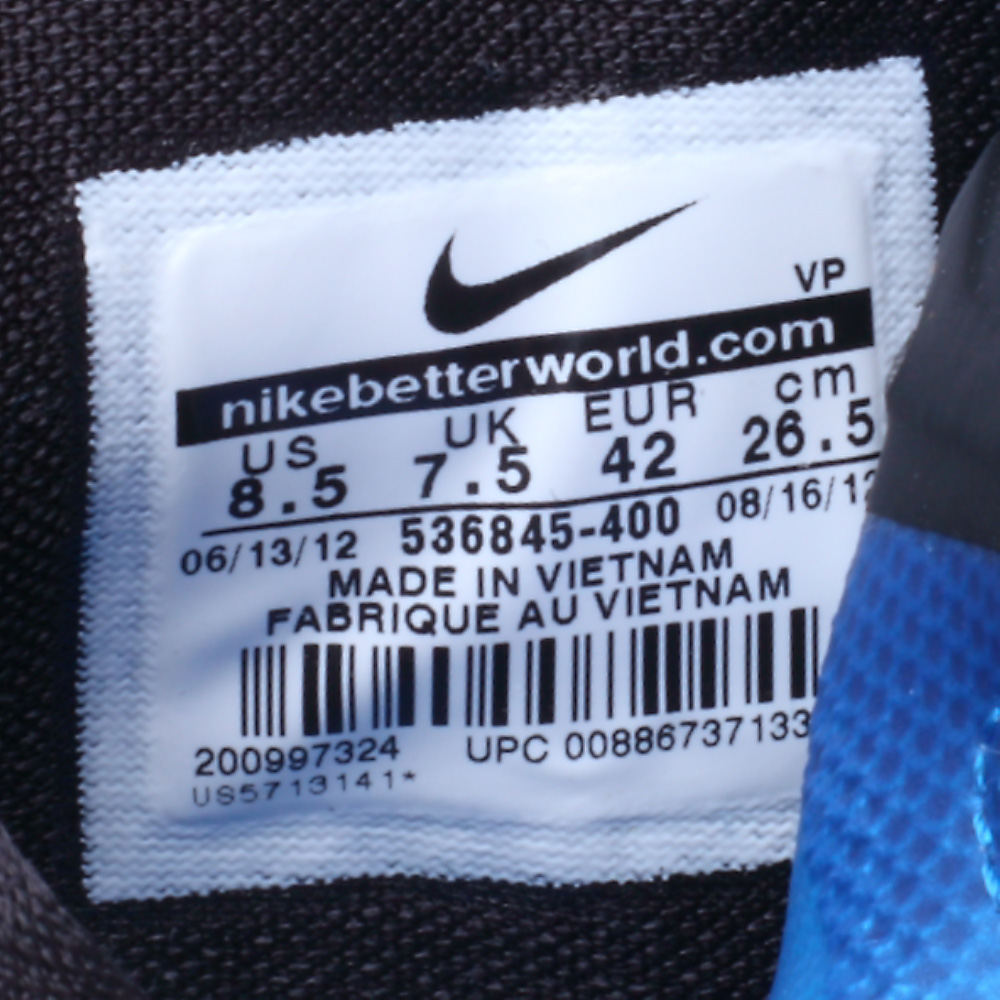 VP
nikebetterworld.com
US UK EUR cm
8.5 7.5 42 26.5
06/13/12 536845-400 08/16/12
MADE IN VIETNAM
FABRIQUE AU VIETNAM
200997324 UPC 00886737133
US5713141*